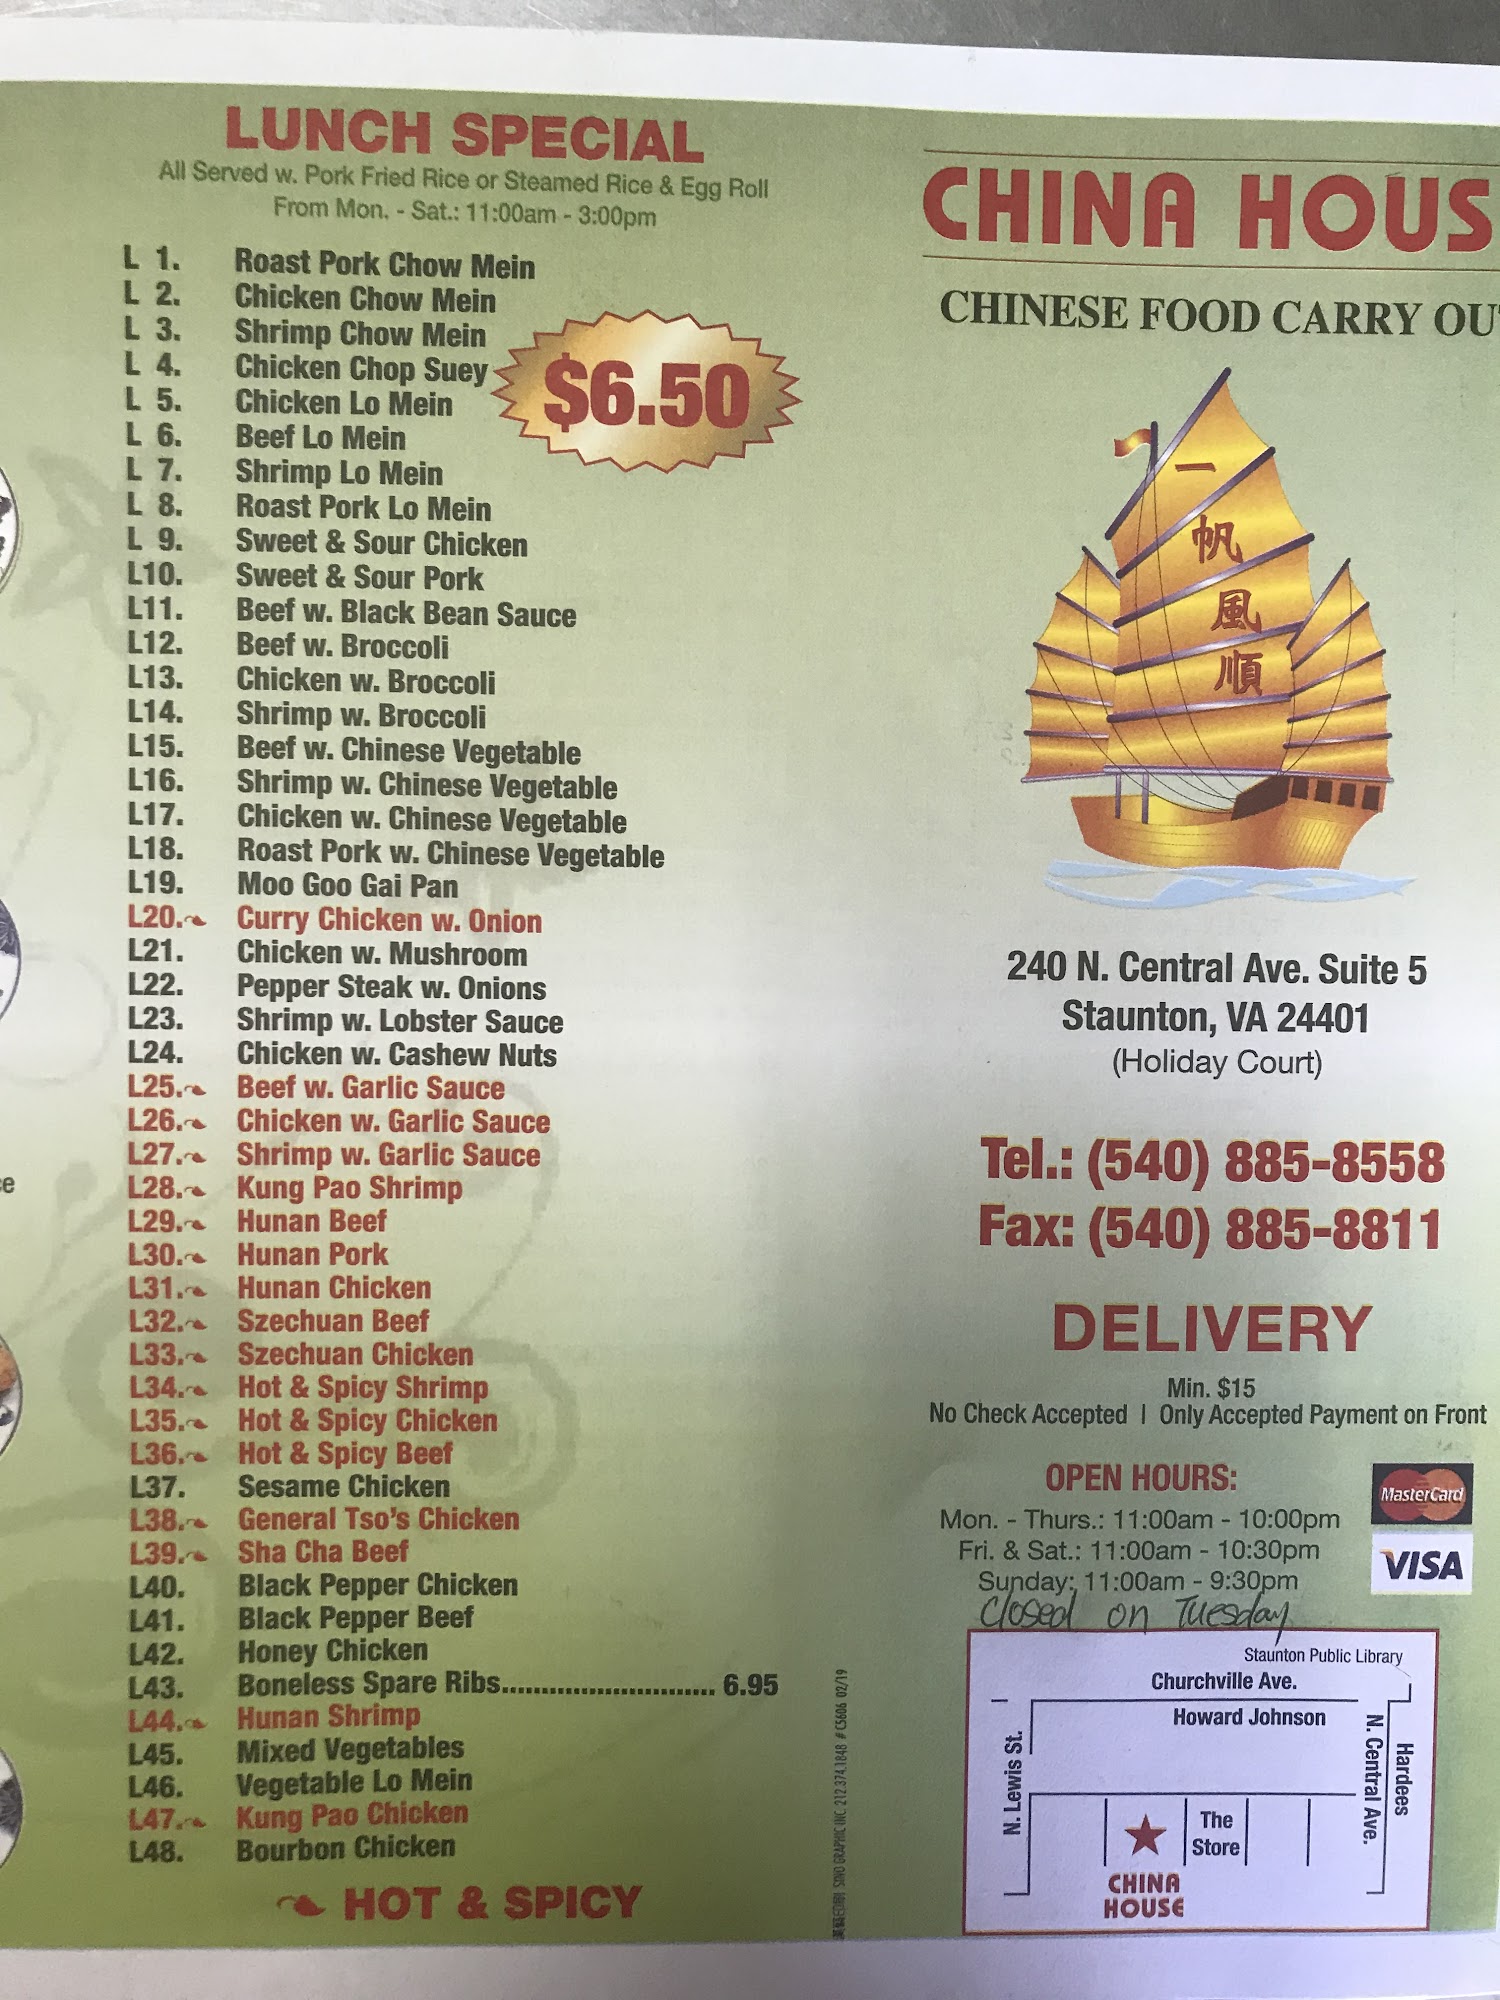 LUNCH SPECIAL
All Served w. Pork Fried Rice or Steamed Rice & Egg Roll
From Mon. - Sat.: 11:00am - 3:00pm
L 1. Roast Pork Chow Mein
L 2. Chicken Chow Mein
L 3. Shrimp Chow Mein
L 4. Chicken Chop Suey
L 5. Chicken Lo Mein
L 6. Beef Lo Mein
L 7. Shrimp Lo Mein
L 8. Roast Pork Lo Mein
L 9. Sweet & Sour Chicken
L10. Sweet & Sour Pork
L11. Beef w. Black Bean Sauce
L12. Beef w. Broccoli
L13. Chicken w. Broccoli
L14. Shrimp w. Broccoli
L15. Beef w. Chinese Vegetable
L16. Shrimp w. Chinese Vegetable
L17. Chicken w. Chinese Vegetable
L18. Roast Pork w. Chinese Vegetable
L19. Moo Goo Gai Pan
L20. Curry Chicken w. Onion
L21. Chicken w. Mushroom
L22. Pepper Steak w. Onions
L23. Shrimp w. Lobster Sauce
L24. Chicken w. Cashew Nuts
L25. Beef w. Garlic Sauce
L26. Chicken w. Garlic Sauce
L27. Shrimp w. Garlic Sauce
L28. Kung Pao Shrimp
L29. Hunan Beef
L30. Hunan Pork
L31. Hunan Chicken
L32. Szechuan Beef
L33. Szechuan Chicken
L34. Hot & Spicy Shrimp
L35. Hot & Spicy Chicken
L36. Hot & Spicy Beef
L37. Sesame Chicken
L38. General Tso's Chicken
L39. Sha Cha Beef
L40. Black Pepper Chicken
L41. Black Pepper Beef
L42. Honey Chicken
L43. Boneless Spare Ribs........................... 6.95
L44. Hunan Shrimp
L45. Mixed Vegetables
L46. Vegetable Lo Mein
L47. Kung Pao Chicken
L48. Bourbon Chicken
HOT & SPICY
$6.50
CHINA HOUS
CHINESE FOOD CARRY OUT
一
帆
風
順
240 N. Central Ave. Suite 5
Staunton, VA 24401
(Holiday Court)
Tel.: (540) 885-8558
Fax: (540) 885-8811
DELIVERY
Min. $15
No Check Accepted | Only Accepted Payment on Front
OPEN HOURS:
Mon. - Thurs.: 11:00am - 10:00pm
Fri. & Sat.: 11:00am - 10:30pm
Sunday: 11:00am - 9:30pm
Closed on Tuesday
MasterCard
VISA
Staunton Public Library
Churchville Ave.
Howard Johnson
N. Lewis St.
N. Central Ave.
Hardees
The
Store
CHINA
HOUSE
SINO GRAPHIC INC. 212.374.1848 # C5606 02/19